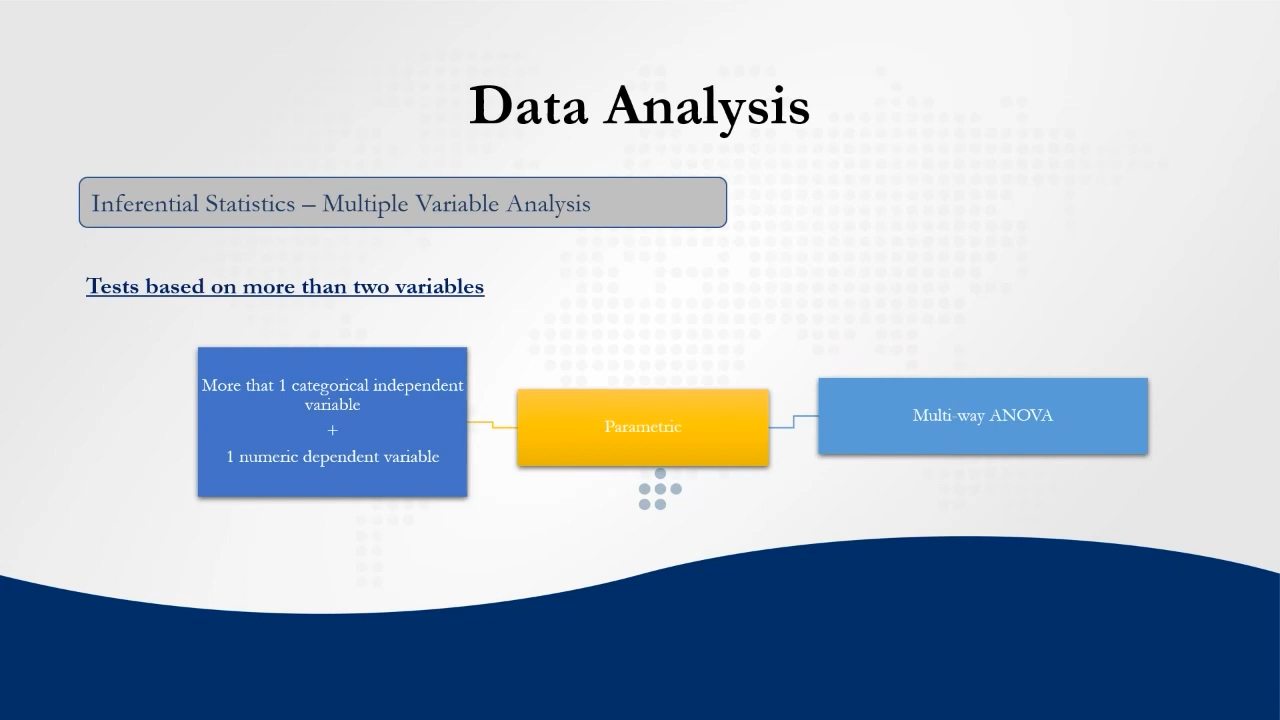 Data Analysis
Inferential Statistics – Multiple Variable Analysis
Tests based on more than two variables
More that 1 categorical independent
variable
+
1 numeric dependent variable
Parametric
Multi-way ANOVA